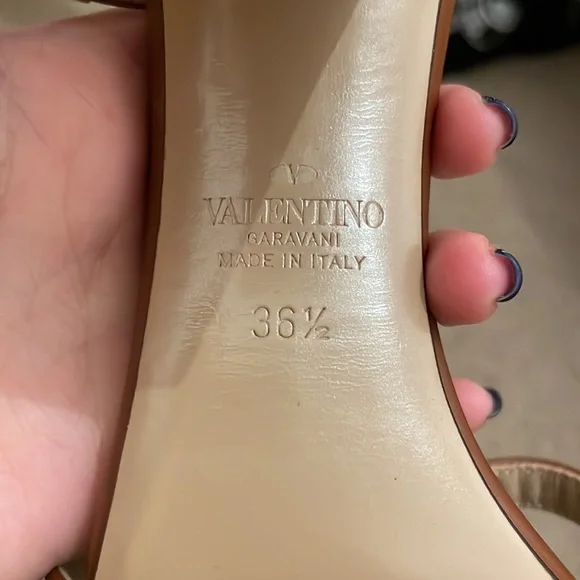 VALENTINO
GARAVANI
MADE IN ITALY
36½